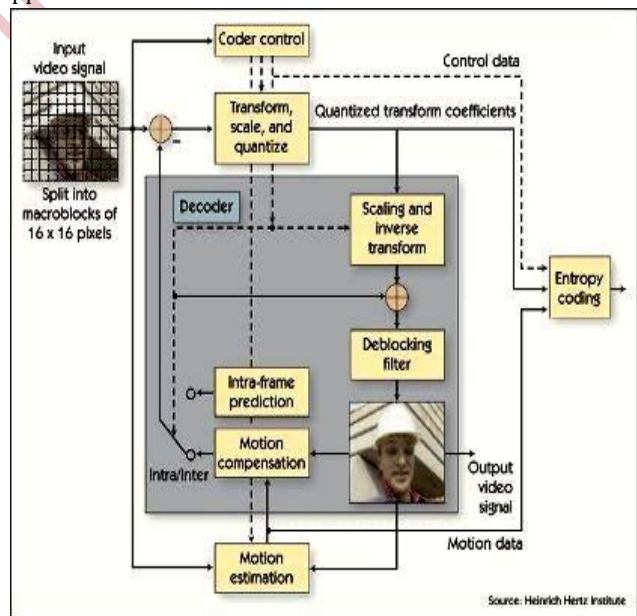 Input
video signal
Split into
macroblocks of
16 x 16 pixels
Coder control
Control data
Transform,
scale, and
quantize
Quantized transform coefficients
Decoder
Scaling and
inverse
transform
Entropy
coding
Deblocking
filter
Intra-frame
prediction
Motion
compensation
Intra/Inter
Output
video
signal
Motion data
Motion
estimation
Source: Heinrich Hertz Institute